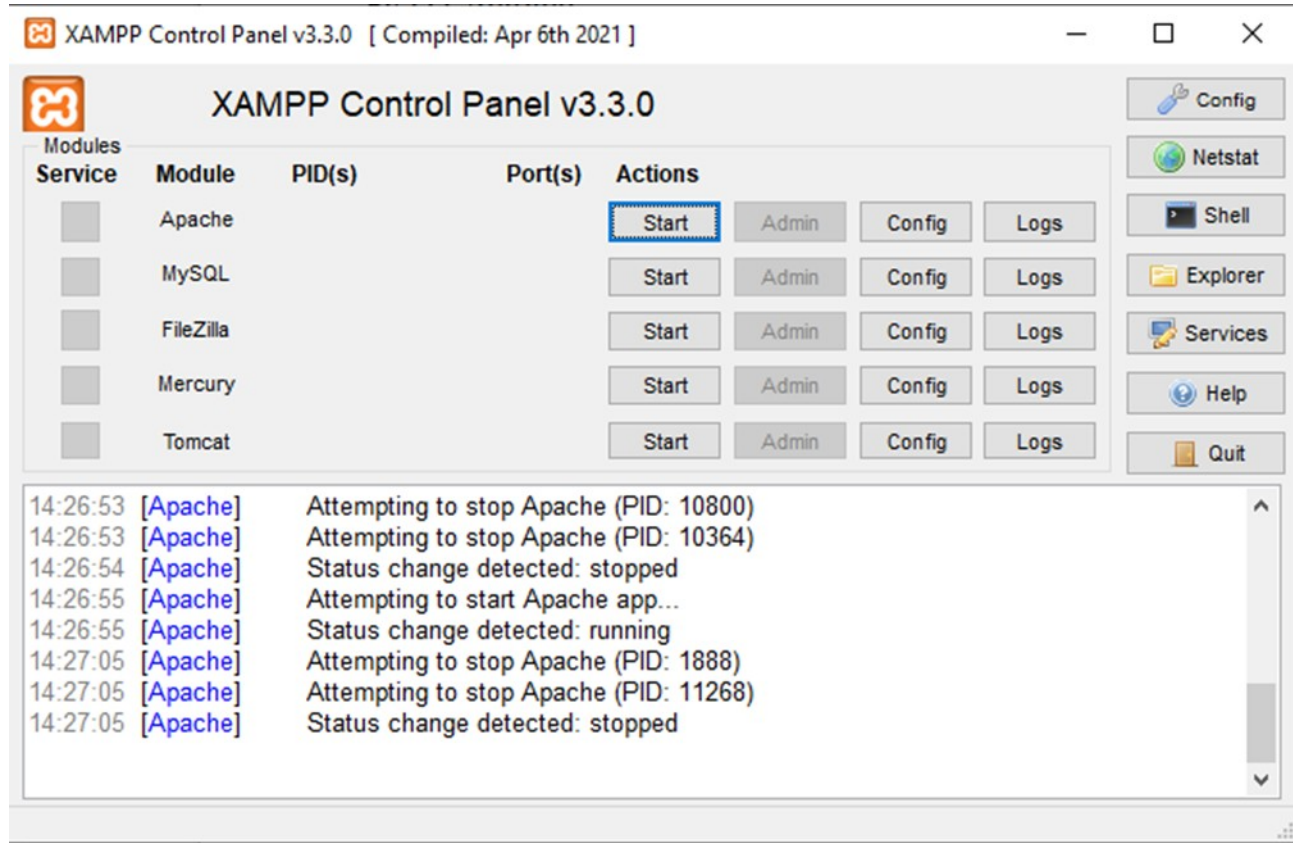 XAMPP Control Panel v3.3.0 [ Compiled: Apr 6th 2021 ]
XAMPP Control Panel v3.3.0
Config
Netstat
Shell
Explorer
Services
Help
Quit
Modules
Service Module PID(s) Port(s) Actions
Apache Start Admin Config Logs
MySQL Start Admin Config Logs
FileZilla Start Admin Config Logs
Mercury Start Admin Config Logs
Tomcat Start Admin Config Logs
14:26:53 [Apache] Attempting to stop Apache (PID: 10800)
14:26:53 [Apache] Attempting to stop Apache (PID: 10364)
14:26:54 [Apache] Status change detected: stopped
14:26:55 [Apache] Attempting to start Apache app...
14:26:55 [Apache] Status change detected: running
14:27:05 [Apache] Attempting to stop Apache (PID: 1888)
14:27:05 [Apache] Attempting to stop Apache (PID: 11268)
14:27:05 [Apache] Status change detected: stopped